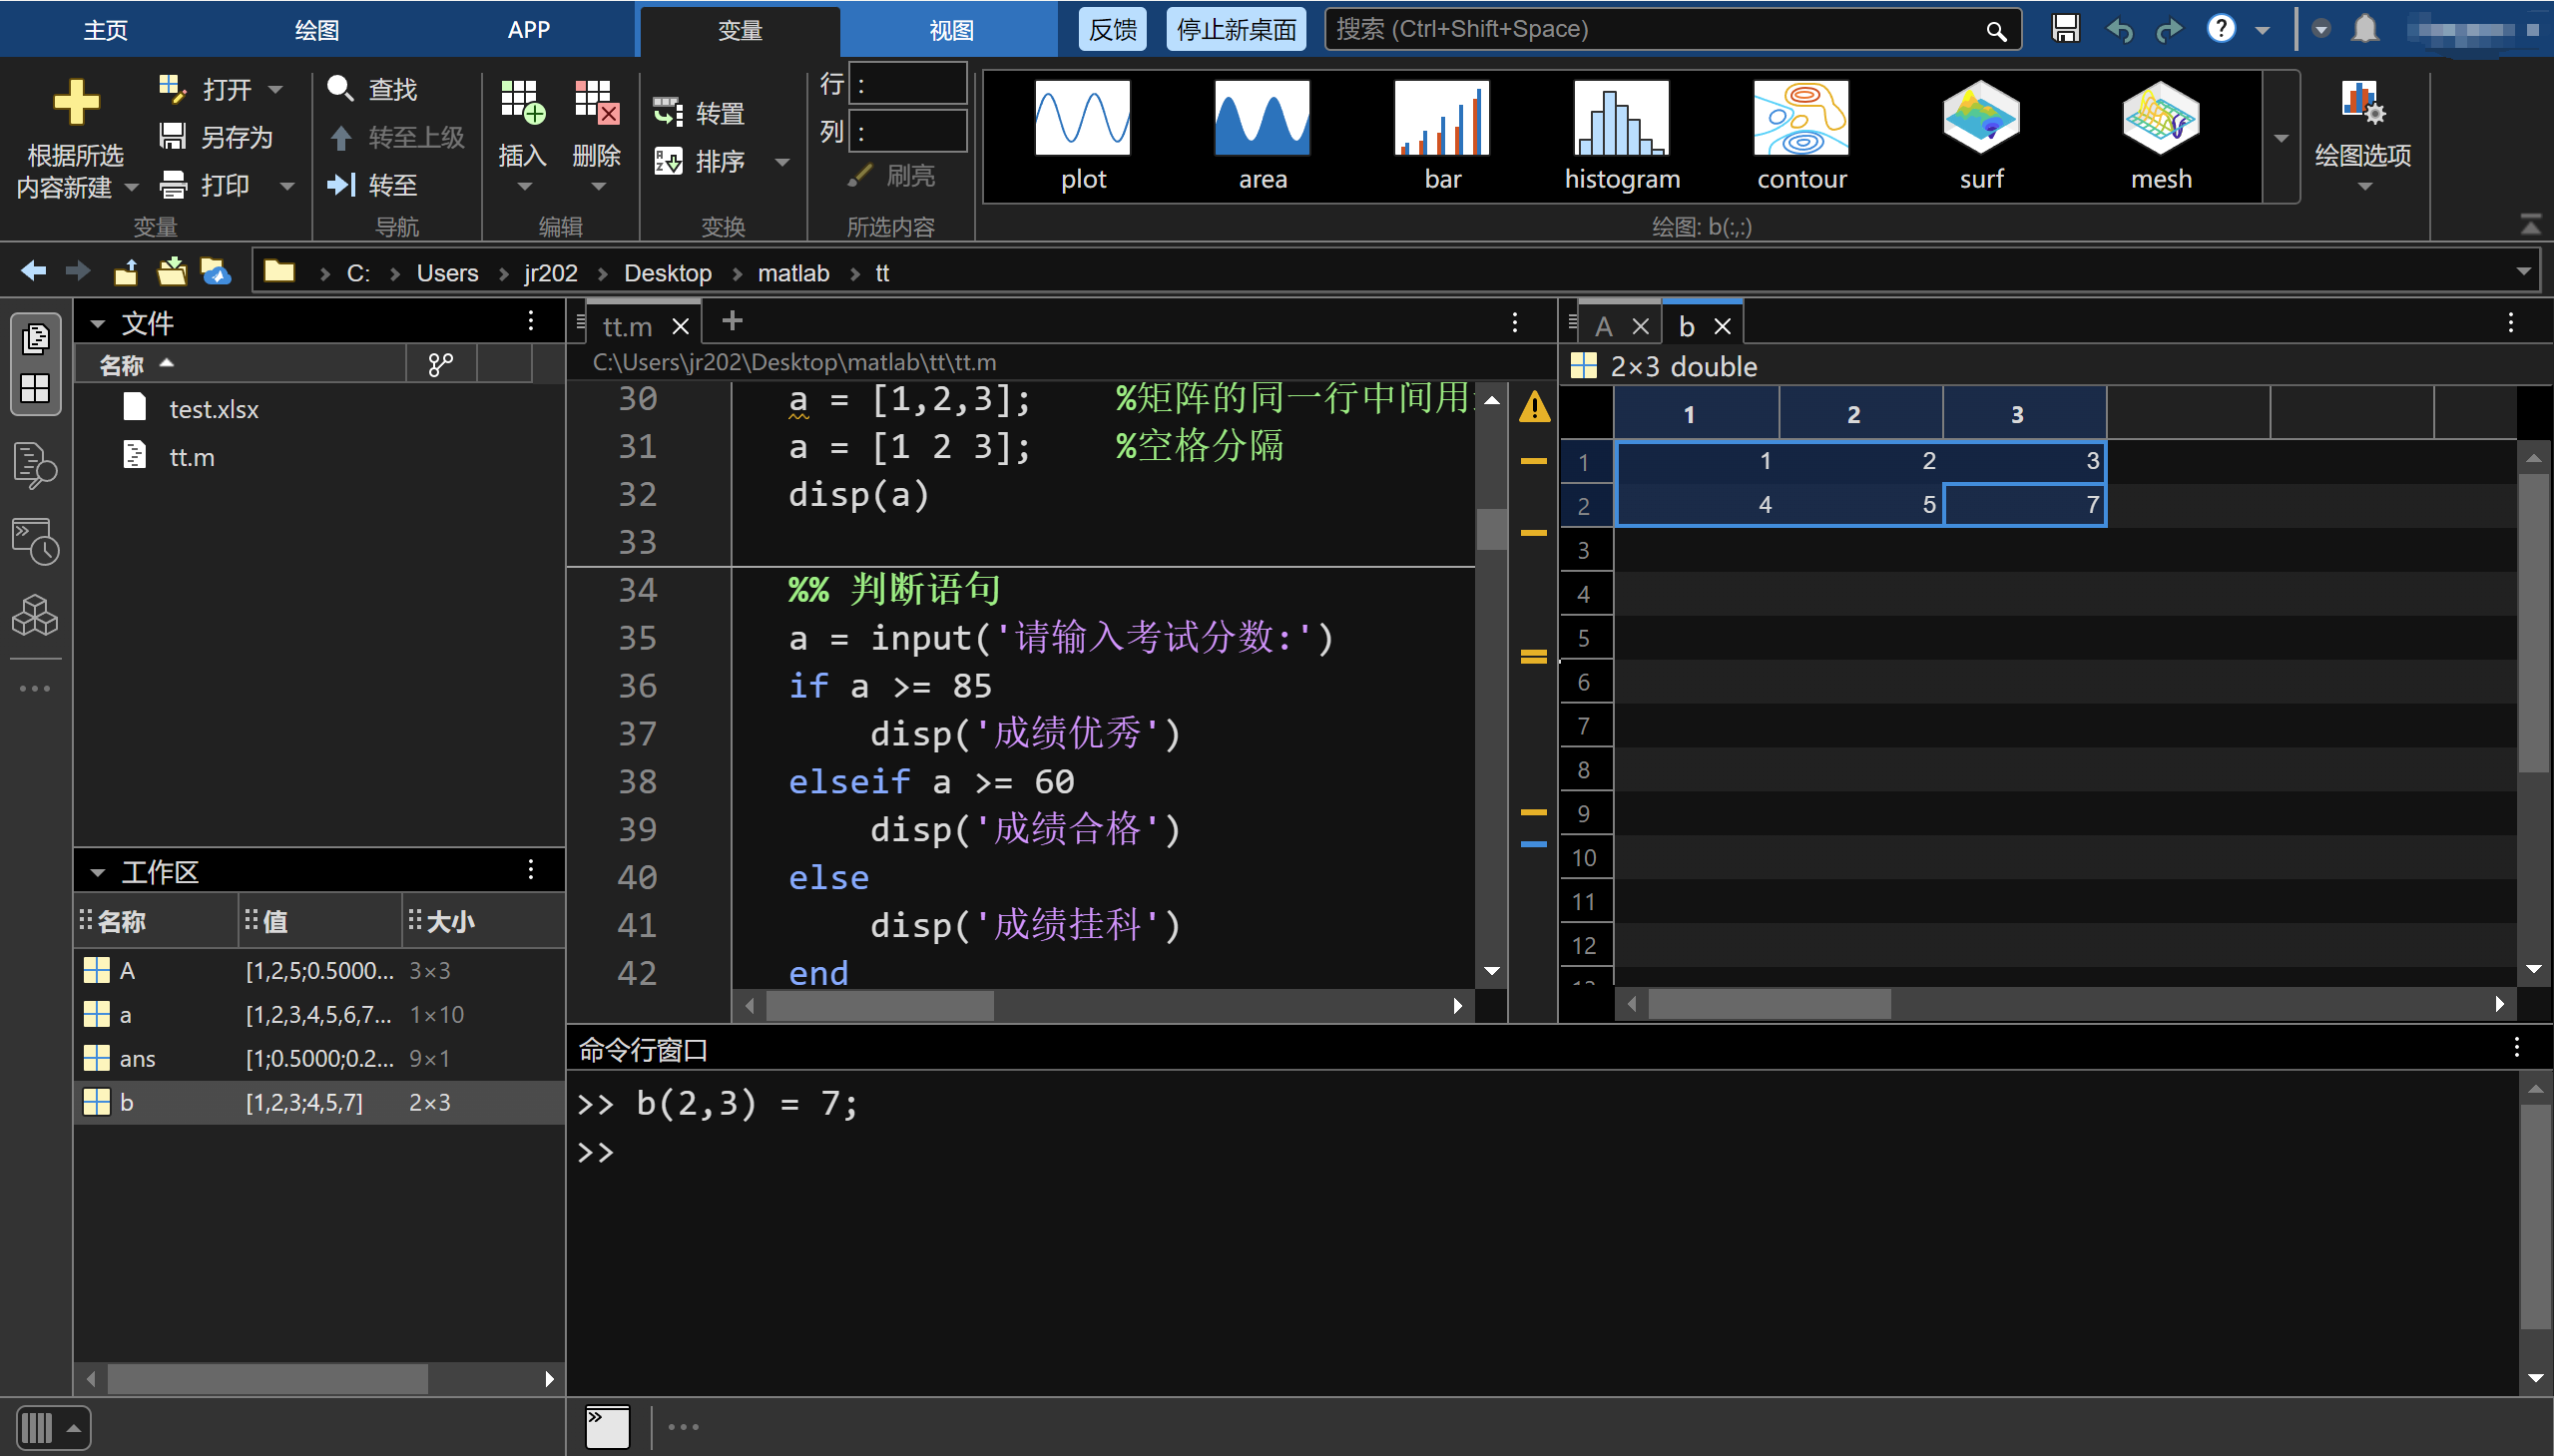 主页 绘图 APP 变量 视图 反馈 停止新桌面 搜索 (Ctrl+Shift+Space)
根据所选
内容新建
打开
另存为
打印
变量
查找
转至上级
转至
导航
插入
删除
编辑
转置
排序
变换
行 :
列 :
刷亮
所选内容
plot area bar histogram contour surf mesh
绘图: b(:,:)
绘图选项
C: Users jr202 Desktop matlab tt
文件
名称
test.xlsx
tt.m
工作区
名称 值 大小
A [1,2,5;0.5000... 3×3
a [1,2,3,4,5,6,7... 1×10
ans [1;0.5000;0.2... 9×1
b [1,2,3;4,5,7] 2×3
tt.m
C:\Users\jr202\Desktop\matlab\tt\tt.m
30 a = [1,2,3]; %矩阵的同一行中间用
31 a = [1 2 3]; %空格分隔
32 disp(a)
33
34 %% 判断语句
35 a = input('请输入考试分数:')
36 if a >= 85
37 disp('成绩优秀')
38 elseif a >= 60
39 disp('成绩合格')
40 else
41 disp('成绩挂科')
42 end
A b
2×3 double
1 2 3
1 1 2 3
2 4 5 7
3
4
5
6
7
8
9
10
11
12
命令行窗口
>> b(2,3) = 7;
>>